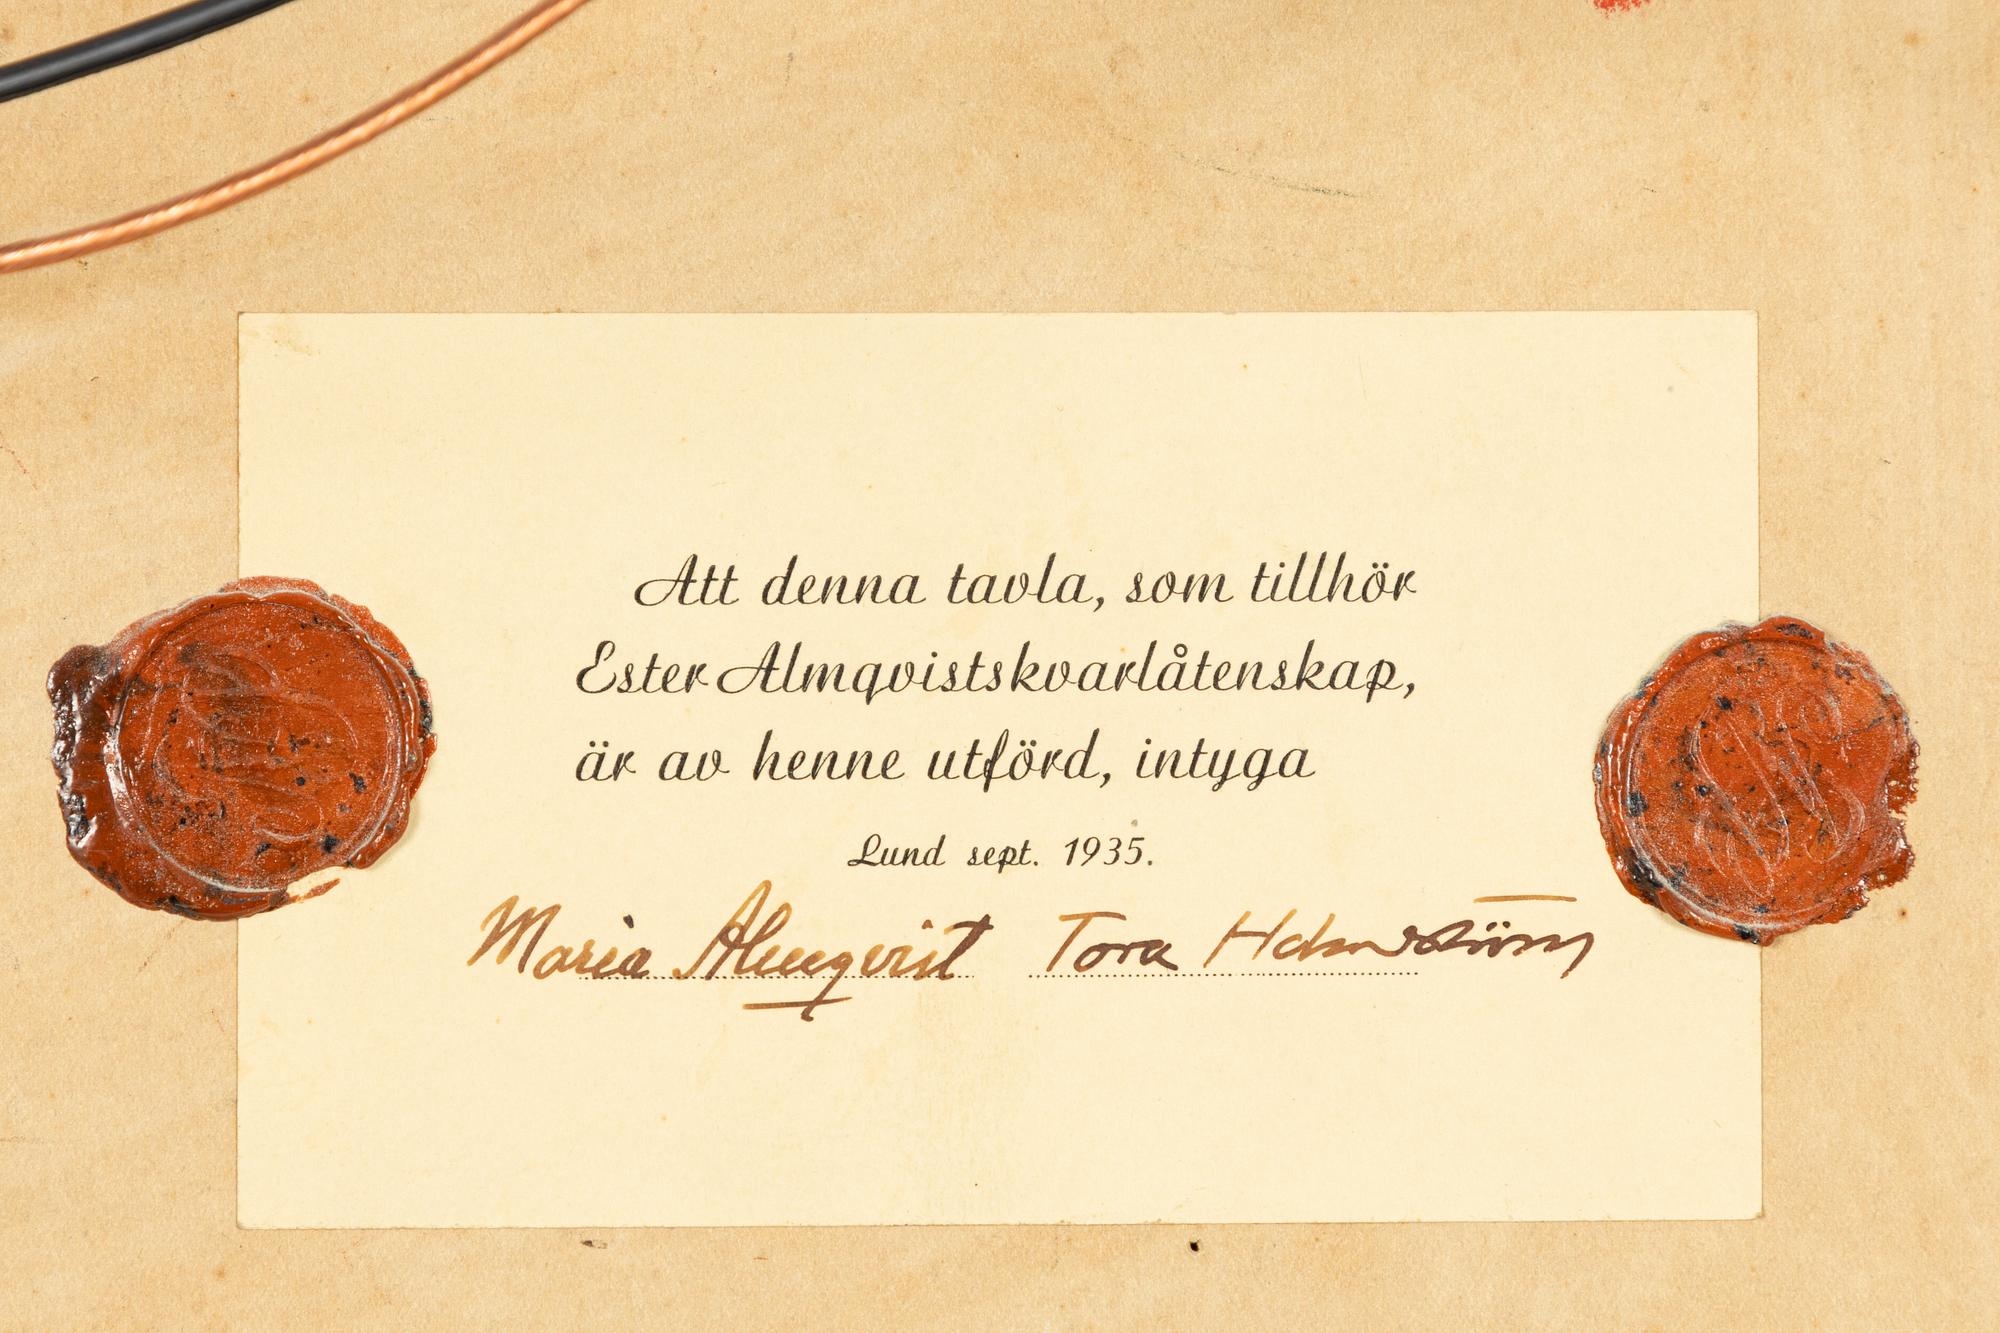 Att denna tavla, som tillhör
Ester Almqvists kvarlåtenskap,
är av henne utförd, intyga
Lund sept. 1935.
Maria Almqvist Tora Holmström